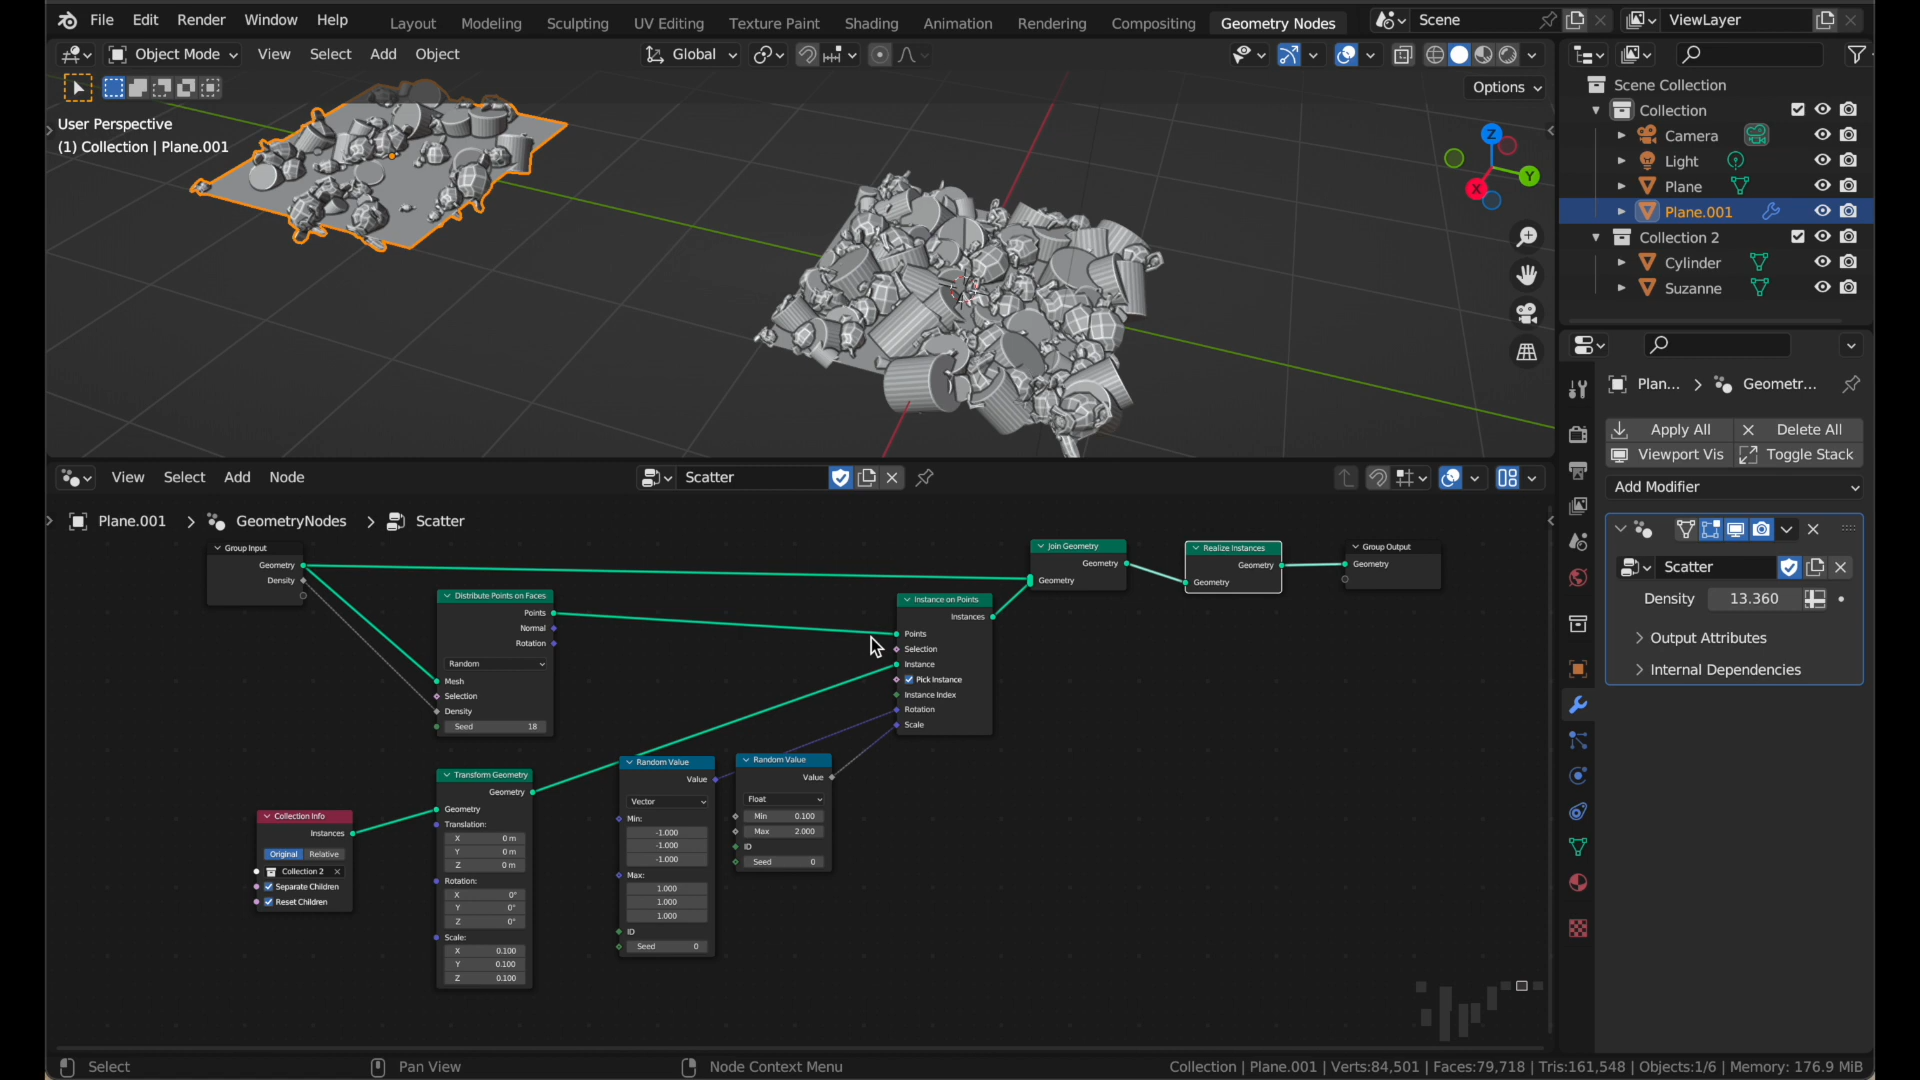 File Edit Render Window Help
Layout Modeling Sculpting UV Editing Texture Paint Shading Animation Rendering Compositing Geometry Nodes
Scene
ViewLayer
Object Mode View Select Add Object
Global
Options
User Perspective
(1) Collection | Plane.001
Z
Y
X
Scene Collection
Collection
Camera
Light
Plane
Plane.001
Collection 2
Cylinder
Suzanne
Plan... > Geometr...
Apply All Delete All
Viewport Vis Toggle Stack
Add Modifier
Scatter
Density 13.360
Output Attributes
Internal Dependencies
View Select Add Node
Scatter
Plane.001 > GeometryNodes > Scatter
Group Input
Geometry
Density
Distribute Points on Faces
Points
Normal
Rotation
Random
Mesh
Selection
Density
Seed 18
Collection Info
Instances
Original Relative
Collection 2
Separate Children
Reset Children
Transform Geometry
Geometry
Geometry
Translation:
X 0 m
Y 0 m
Z 0 m
Rotation:
X 0°
Y 0°
Z 0°
Scale:
X 0.100
Y 0.100
Z 0.100
Random Value
Value
Vector
Min:
-1.000
-1.000
-1.000
Max:
1.000
1.000
1.000
ID
Seed 0
Random Value
Value
Float
Min 0.100
Max 2.000
ID
Seed 0
Instance on Points
Instances
Points
Selection
Instance
Pick Instance
Instance Index
Rotation
Scale
Join Geometry
Geometry
Geometry
Realize Instances
Geometry
Geometry
Group Output
Geometry
Select
Pan View
Node Context Menu
Collection | Plane.001 | Verts:84,501 | Faces:79,718 | Tris:161,548 | Objects:1/6 | Memory: 176.9 MiB